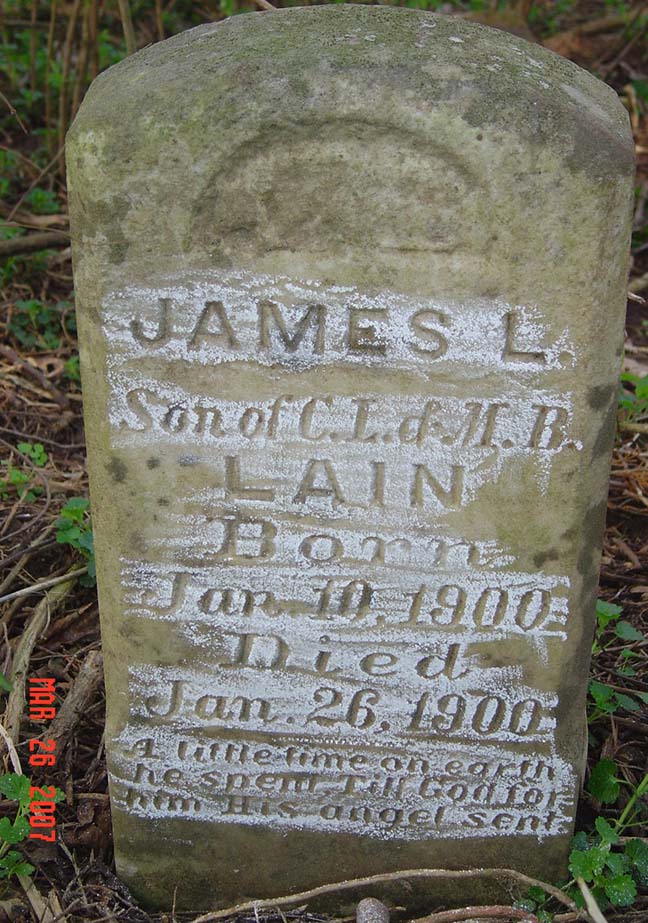 JAMES L.
Son of C. L. & M. B.
LAIN
Born
Jan. 10, 1900
Died
Jan. 26, 1900
A little time on earth
he spent Till God for
him His angel sent
MAR 26 2007